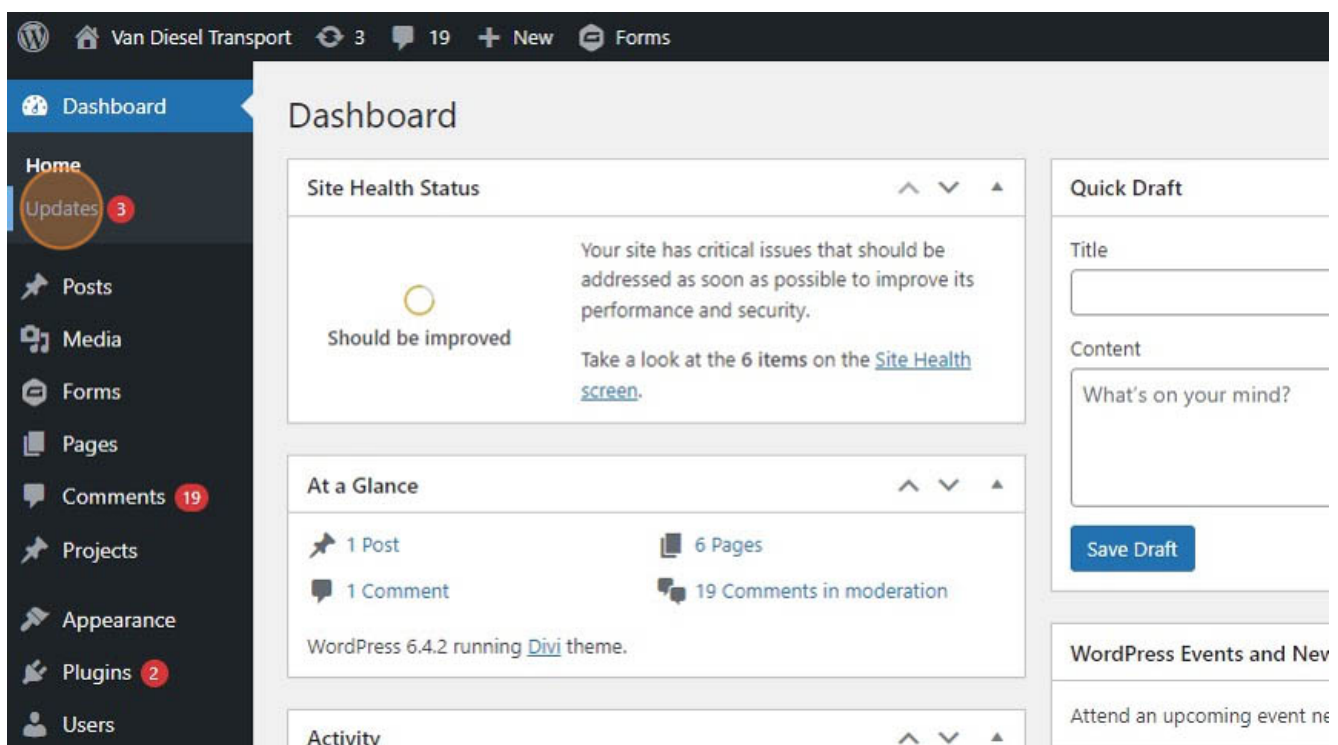 Van Diesel Transport 3 19 New Forms
Dashboard
Home
Updates 3
Posts
Media
Forms
Pages
Comments 19
Projects
Appearance
Plugins 2
Users
Dashboard
Site Health Status
Should be improved
Your site has critical issues that should be
addressed as soon as possible to improve its
performance and security.
Take a look at the 6 items on the Site Health
screen.
At a Glance
1 Post
6 Pages
1 Comment
19 Comments in moderation
WordPress 6.4.2 running Divi theme.
Activity
Quick Draft
Title
Content
What's on your mind?
Save Draft
WordPress Events and New
Attend an upcoming event ne